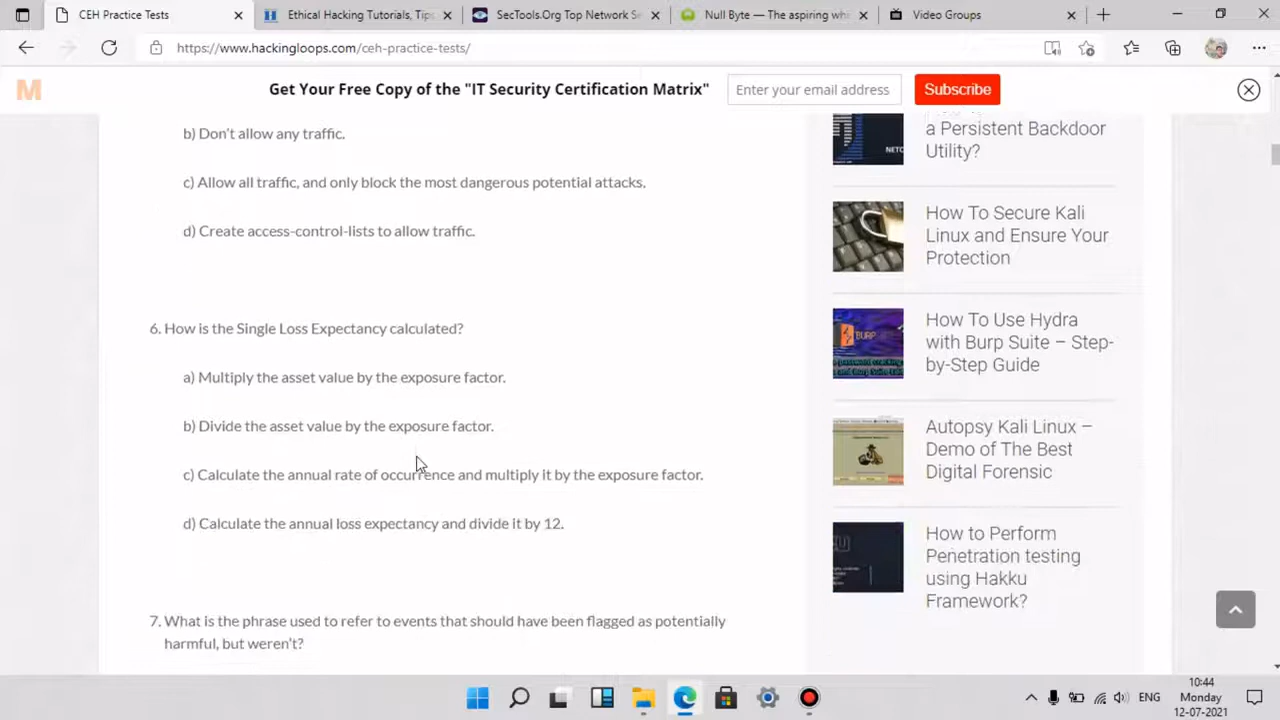 CEH Practice Tests
Ethical Hacking Tutorials, Tips
SecTools.Org Top Network Se
Null Byte — The aspiring wh
Video Groups
https://www.hackingloops.com/ceh-practice-tests/
M
Get Your Free Copy of the "IT Security Certification Matrix"
Enter your email address
Subscribe
b) Don't allow any traffic.
c) Allow all traffic, and only block the most dangerous potential attacks.
d) Create access-control-lists to allow traffic.
6. How is the Single Loss Expectancy calculated?
a) Multiply the asset value by the exposure factor.
b) Divide the asset value by the exposure factor.
c) Calculate the annual rate of occurrence and multiply it by the exposure factor.
d) Calculate the annual loss expectancy and divide it by 12.
7. What is the phrase used to refer to events that should have been flagged as potentially
harmful, but weren't?
NETC
a Persistent Backdoor
Utility?
How To Secure Kali
Linux and Ensure Your
Protection
BURP
How To Use Hydra
with Burp Suite – Step-
by-Step Guide
Autopsy Kali Linux –
Demo of The Best
Digital Forensic
How to Perform
Penetration testing
using Hakku
Framework?
ENG
10:44
Monday
12-07-2021